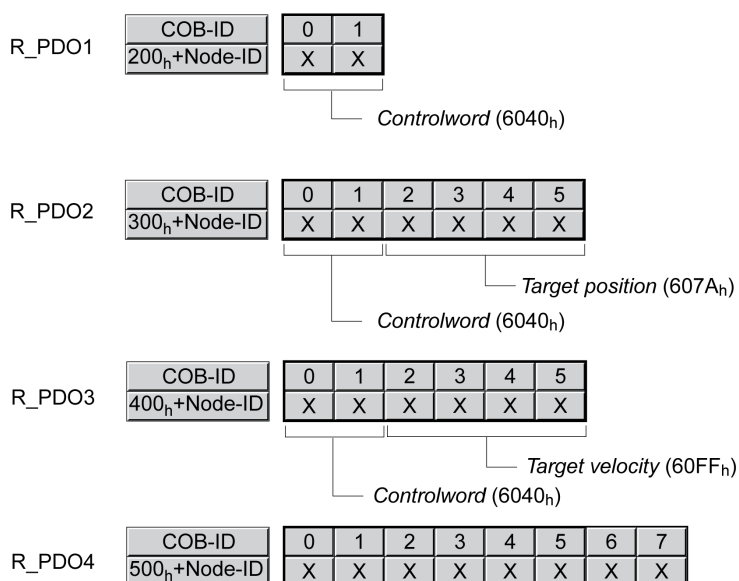 COB-ID 0 1
R_PDO1 200h+Node-ID X X
Controlword (6040h)
COB-ID 0 1 2 3 4 5
R_PDO2 300h+Node-ID X X X X X X
Target position (607Ah)
Controlword (6040h)
COB-ID 0 1 2 3 4 5
R_PDO3 400h+Node-ID X X X X X X
Target velocity (60FFh)
Controlword (6040h)
COB-ID 0 1 2 3 4 5 6 7
R_PDO4 500h+Node-ID X X X X X X X X